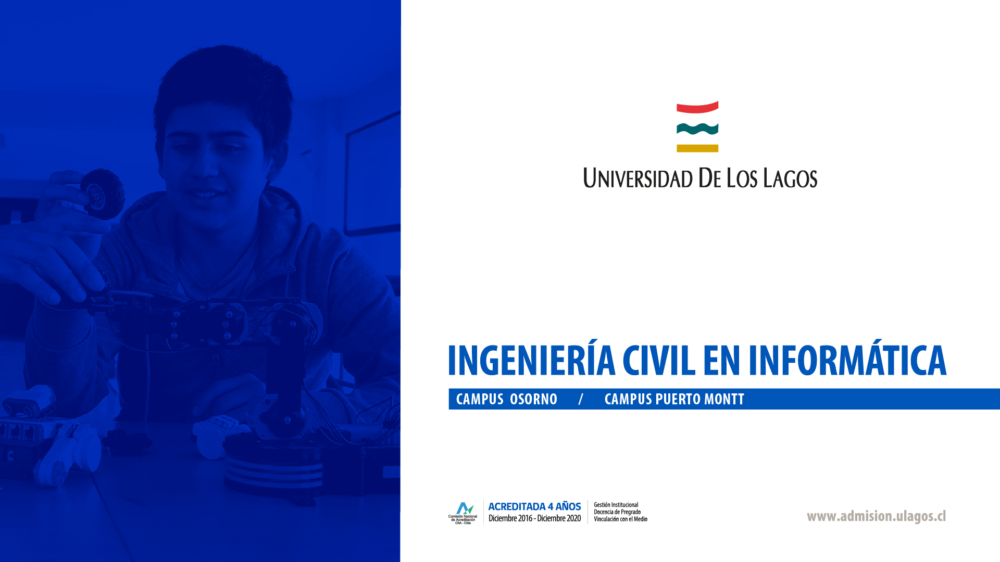 UNIVERSIDAD DE LOS LAGOS
INGENIERÍA CIVIL EN INFORMÁTICA
CAMPUS OSORNO / CAMPUS PUERTO MONTT
Comisión Nacional
de Acreditación
CNA - Chile
ACREDITADA 4 AÑOS
Diciembre 2016 - Diciembre 2020
Gestión Institucional
Docencia de Pregrado
Vinculación con el Medio
www.admision.ulagos.cl